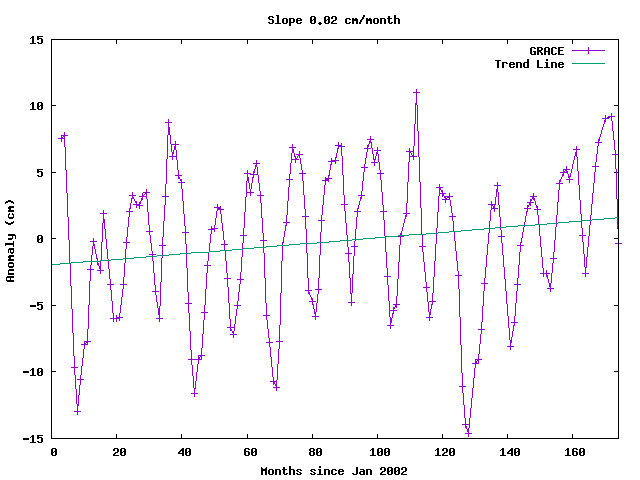 Slope 0.02 cm/month
GRACE
Trend Line
15
10
5
0
-5
-10
-15
Anomaly (cm)
0 20 40 60 80 100 120 140 160
Months since Jan 2002